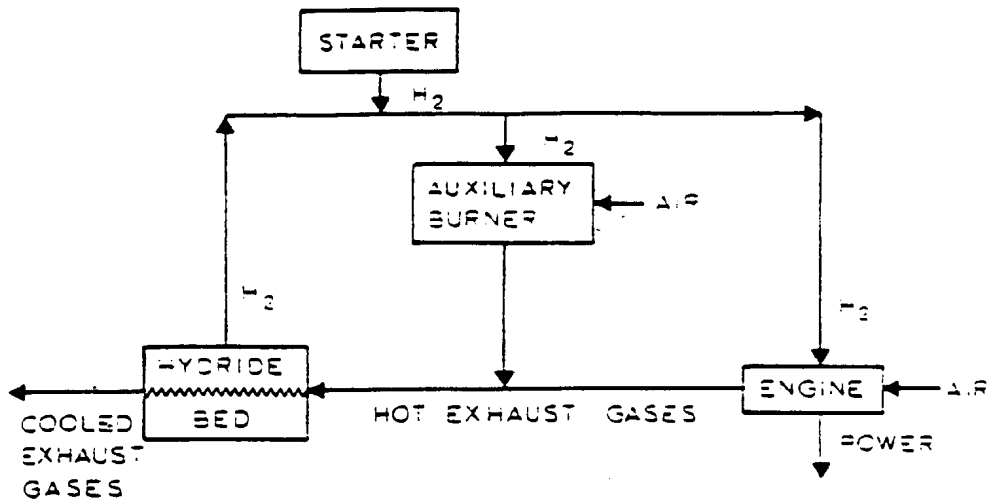 STARTER
H2
H2
AUXILIARY
BURNER
AIR
H2
H2
HYDRIDE
BED
HOT EXHAUST GASES
ENGINE
AIR
COOLED
EXHAUST
GASES
POWER